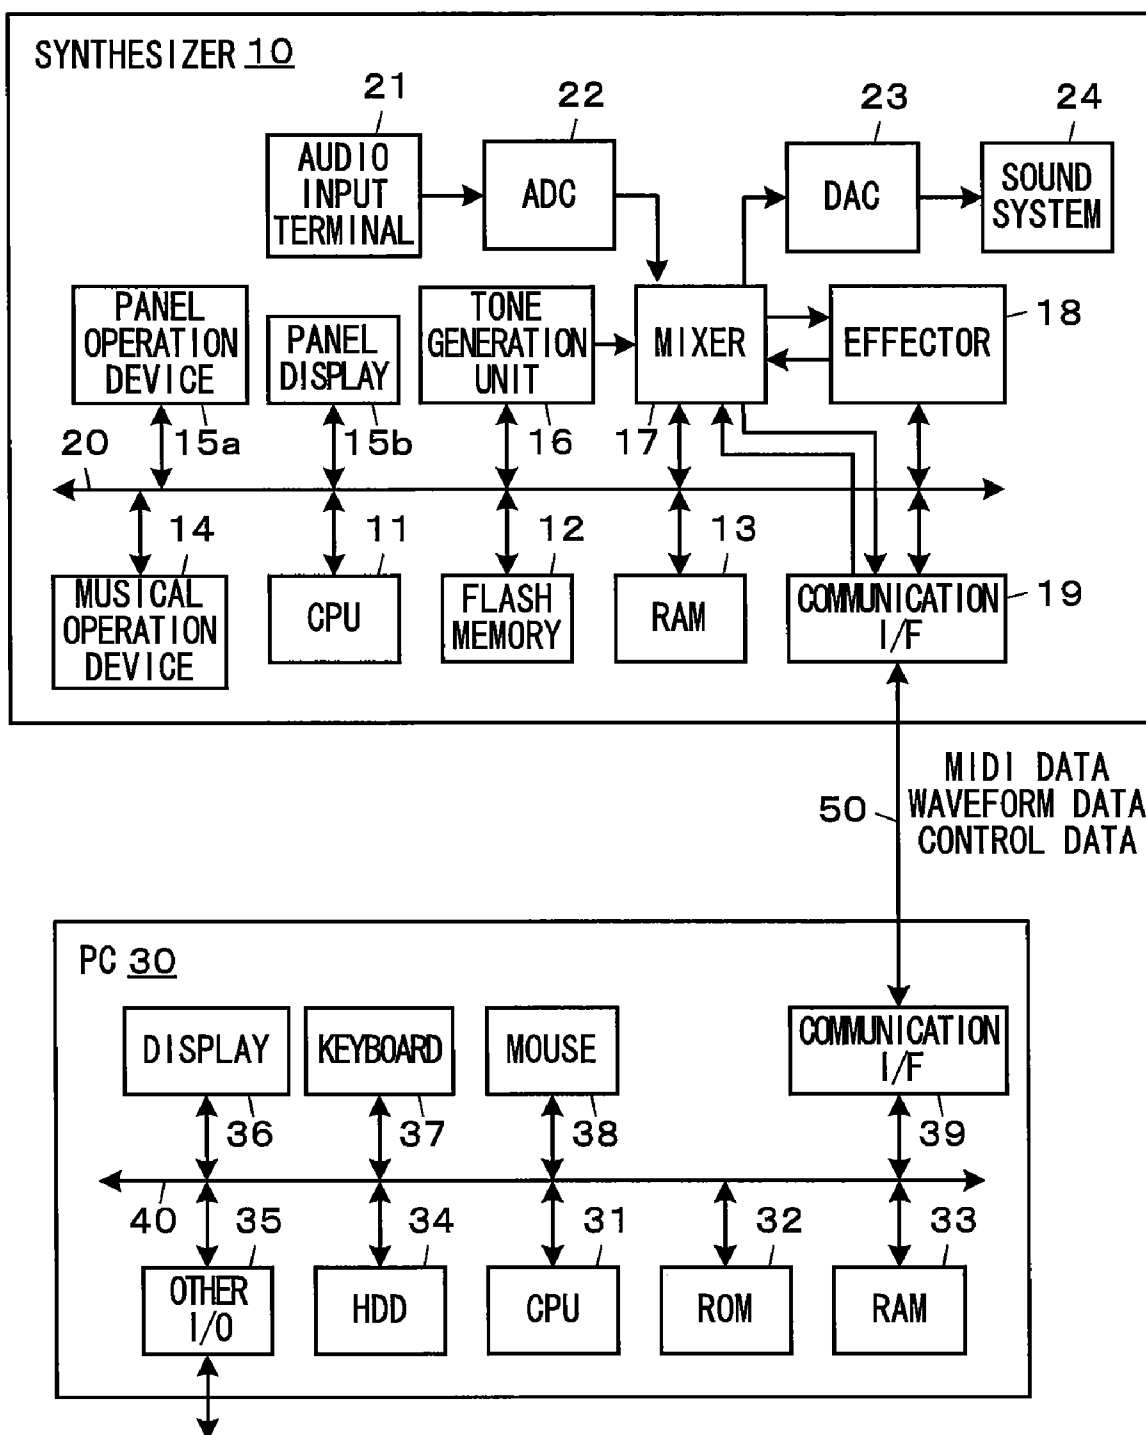 SYNTHESIZER 10
21
22
23
24
AUDIO
INPUT
TERMINAL
ADC
DAC
SOUND
SYSTEM
PANEL
OPERATION
DEVICE
PANEL
DISPLAY
TONE
GENERATION
UNIT
MIXER
EFFECTOR
18
20
15a
15b
16
17
14
11
12
13
MUSICAL
OPERATION
DEVICE
CPU
FLASH
MEMORY
RAM
COMMUNICATION
I/F
19
50
MIDI DATA
WAVEFORM DATA
CONTROL DATA
PC 30
DISPLAY
KEYBOARD
MOUSE
COMMUNICATION
I/F
36
37
38
39
40
35
34
31
32
33
OTHER
I/O
HDD
CPU
ROM
RAM